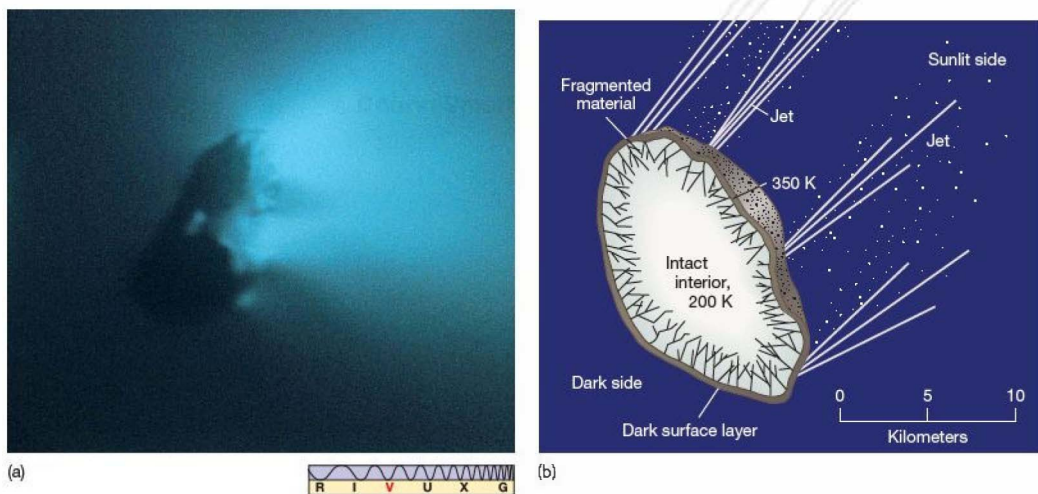 Sunlit side
Fragmented
material
Jet
Jet
350 K
Intact
interior,
200 K
Dark side
0 5 10
Kilometers
Dark surface layer
(a)
R I V U X G
(b)